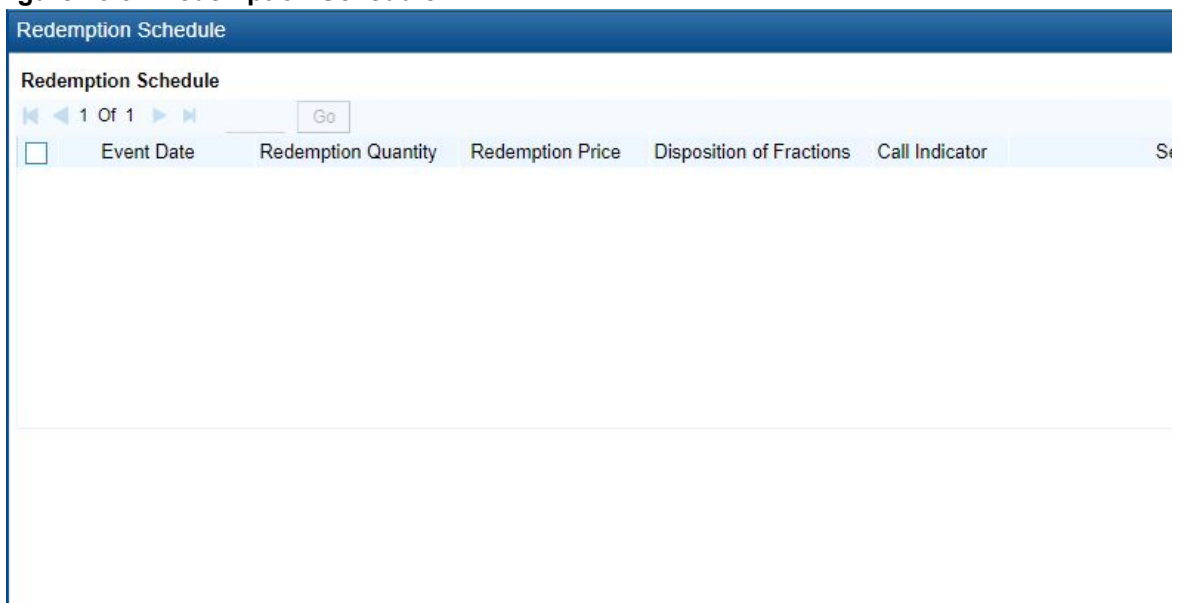 Redemption Schedule
Redemption Schedule
1 Of 1 Go
Event Date Redemption Quantity Redemption Price Disposition of Fractions Call Indicator